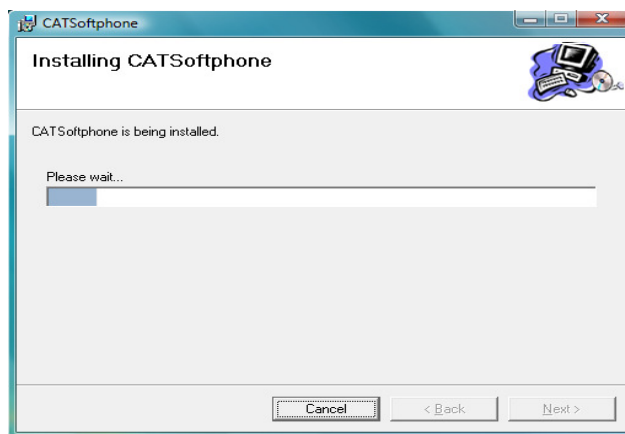 CATSoftphone
Installing CATSoftphone
CATSoftphone is being installed.
Please wait...
Cancel
< Back
Next >